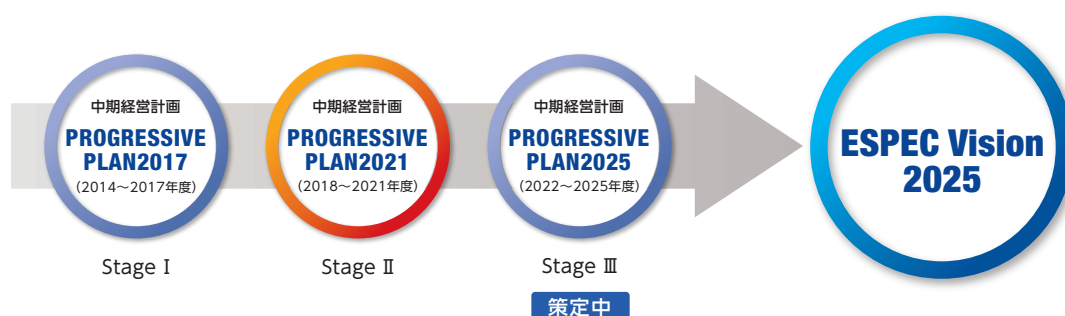 中期経営計画
PROGRESSIVE
PLAN2017
（2014～2017年度）
Stage Ⅰ
中期経営計画
PROGRESSIVE
PLAN2021
（2018～2021年度）
Stage Ⅱ
中期経営計画
PROGRESSIVE
PLAN2025
（2022～2025年度）
Stage Ⅲ
策定中
ESPEC Vision
2025